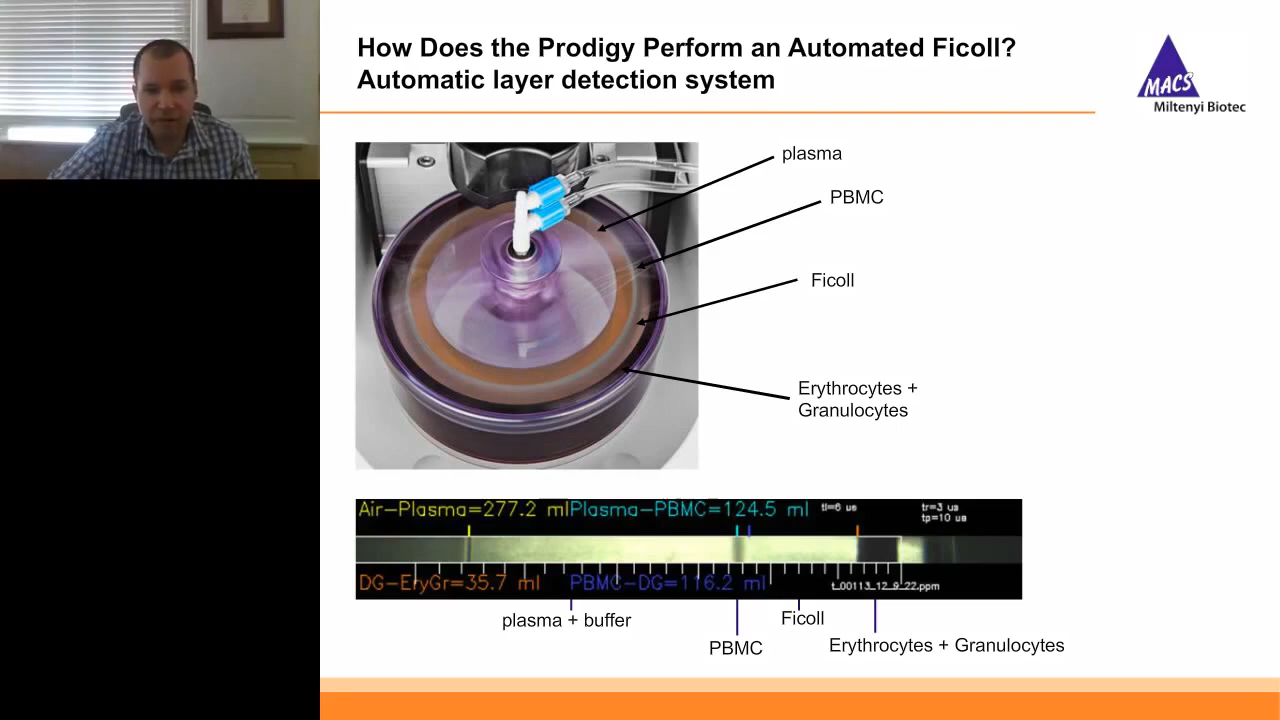 How Does the Prodigy Perform an Automated Ficoll?
Automatic layer detection system
MACS
Miltenyi Biotec
plasma
PBMC
Ficoll
Erythrocytes +
Granulocytes
Air-Plasma=277.2 ml Plasma-PBMC=124.5 ml tl=6 us tr=3 us
tp=10 us
DG-EryGr=35.7 ml PBMC-DG=116.2 ml t_00113_12_9_22.ppm
plasma + buffer
PBMC
Ficoll
Erythrocytes + Granulocytes